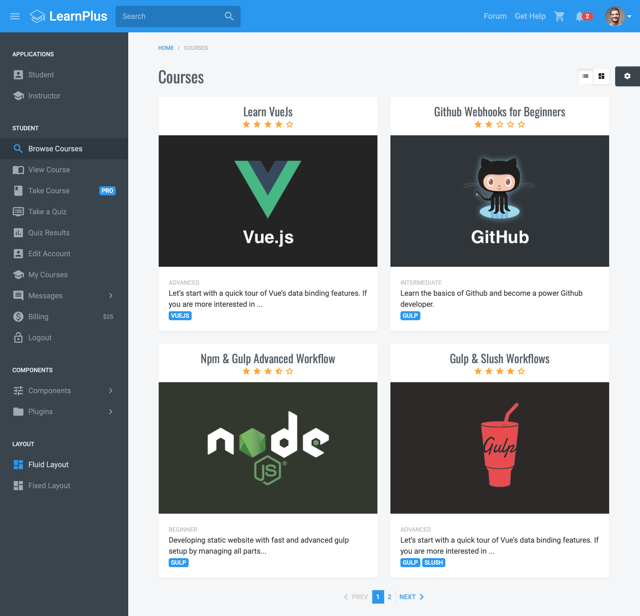 LearnPlus
Search
Forum
Get Help
2
APPLICATIONS
Student
Instructor
STUDENT
Browse Courses
View Course
Take Course PRO
Take a Quiz
Quiz Results
Edit Account
My Courses
Messages
Billing $25
Logout
COMPONENTS
Components
Plugins
LAYOUT
Fluid Layout
Fixed Layout
HOME / COURSES
Courses
Learn VueJs
Vue.js
ADVANCED
Let's start with a quick tour of Vue's data binding features. If
you are more interested in ...
VUEJS
Github Webhooks for Beginners
GitHub
INTERMEDIATE
Learn the basics of Github and become a power Github
developer.
GULP
Npm & Gulp Advanced Workflow
node
JS®
BEGINNER
Developing static website with fast and advanced gulp
setup by managing all parts...
GULP
Gulp & Slush Workflows
Gulp
ADVANCED
Let's start with a quick tour of Vue's data binding features. If
you are more interested in ...
GULP SLUSH
PREV 1 2 NEXT